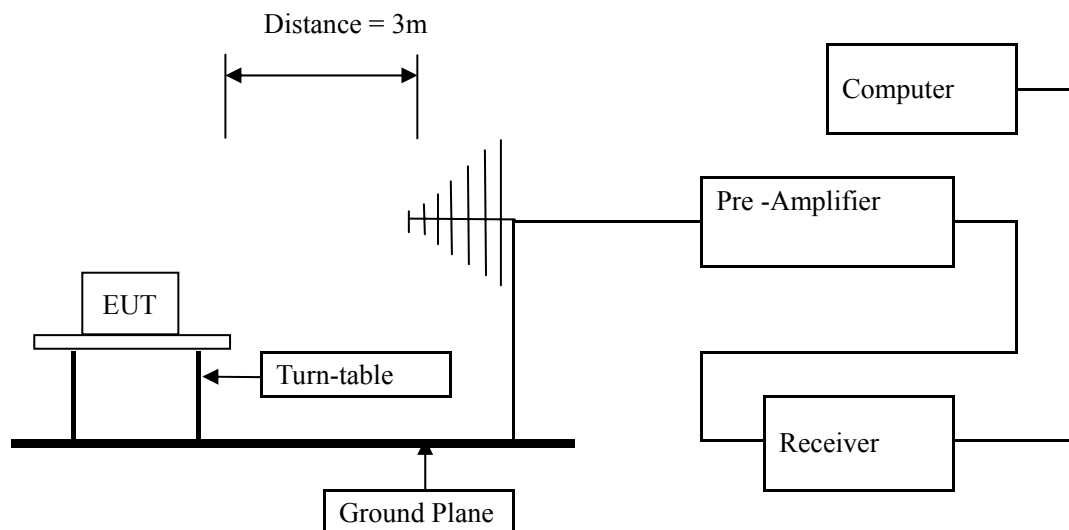 Distance = 3m
Computer
Pre -Amplifier
EUT
Turn-table
Receiver
Ground Plane